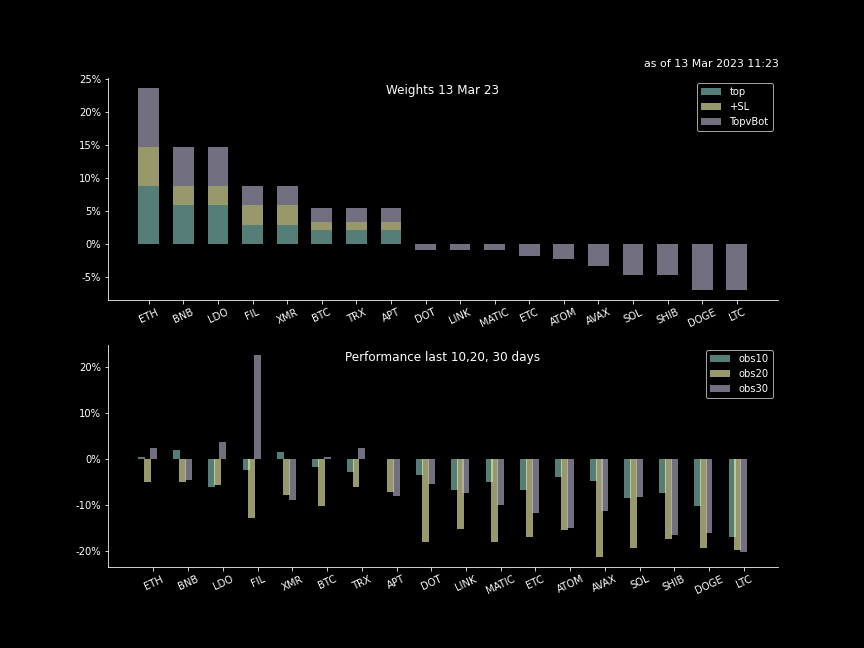 as of 13 Mar 2023 11:23
Weights 13 Mar 23
top
+SL
TopvBot
25%
20%
15%
10%
5%
0%
-5%
ETH BNB LDO FIL XMR BTC TRX APT DOT LINK MATIC ETC ATOM AVAX SOL SHIB DOGE LTC
Performance last 10,20, 30 days
obs10
obs20
obs30
20%
10%
0%
-10%
-20%
ETH BNB LDO FIL XMR BTC TRX APT DOT LINK MATIC ETC ATOM AVAX SOL SHIB DOGE LTC